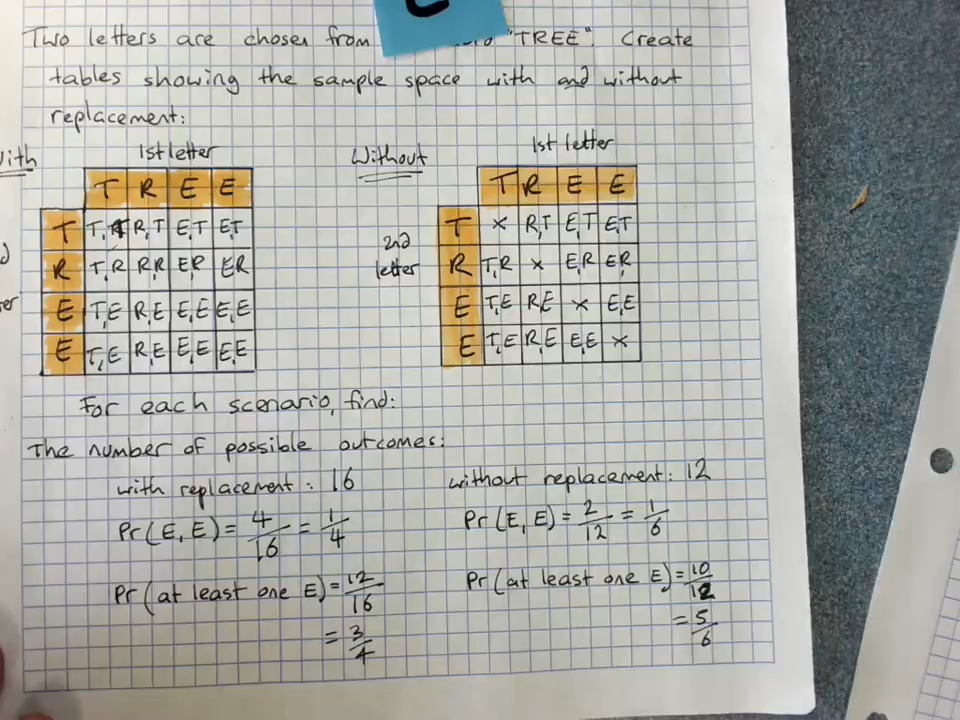 Two letters are chosen from "TREE". Create
tables showing the sample space with and without
replacement:
1st letter
T R E E
T T,T R,T E,T E,T
R T,R R,R E,R E,R
E T,E R,E E,E E,E
E T,E R,E E,E E,E
Without
1st letter
2nd
letter
T R E E
T × R,T E,T E,T
R T,R × E,R E,R
E T,E R,E × E,E
E T,E R,E E,E ×
For each scenario, find:
The number of possible outcomes:
with replacement: 16
Pr(E, E) = 4/16 = 1/4
Pr(at least one E) = 12/16
= 3/4
without replacement: 12
Pr(E, E) = 2/12 = 1/6
Pr(at least one E) = 10/12
= 5/6